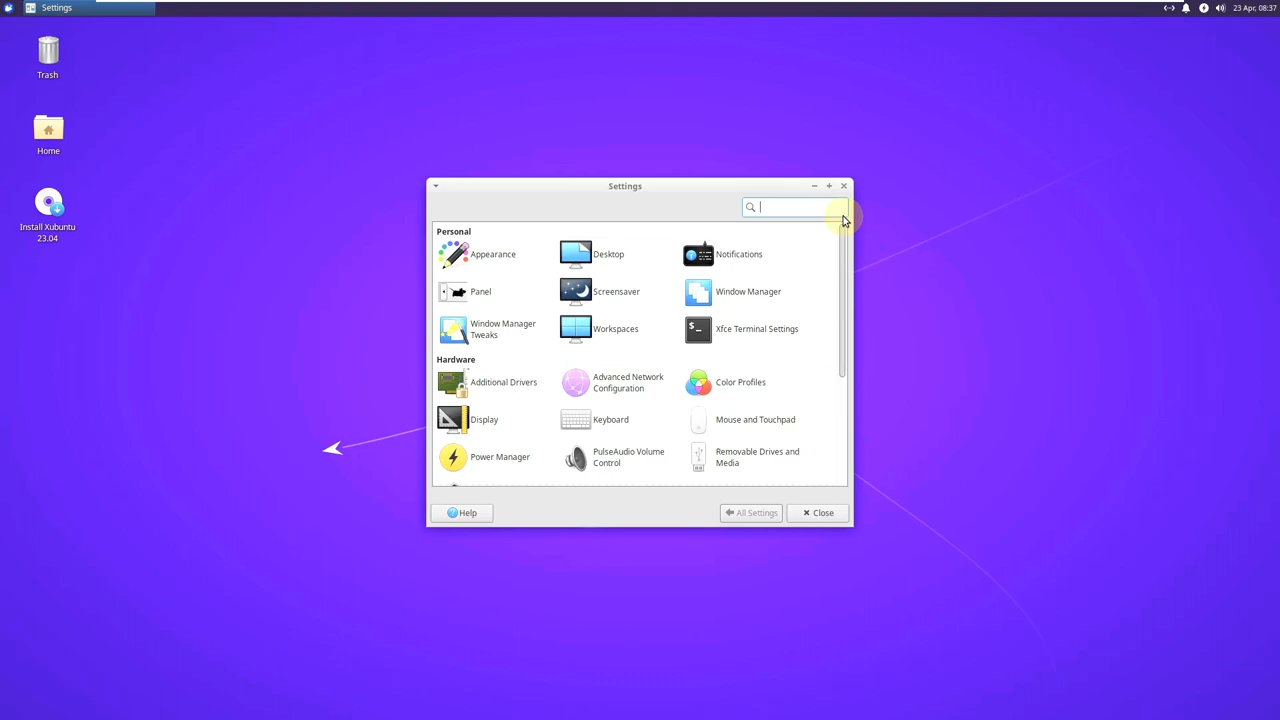 Settings
23 Apr, 08:37
Trash
Home
Install Xubuntu
23.04
Settings
Personal
Appearance
Desktop
Notifications
Panel
Screensaver
Window Manager
Window Manager
Tweaks
Workspaces
Xfce Terminal Settings
Hardware
Additional Drivers
Advanced Network
Configuration
Color Profiles
Display
Keyboard
Mouse and Touchpad
Power Manager
PulseAudio Volume
Control
Removable Drives and
Media
Help
All Settings
Close